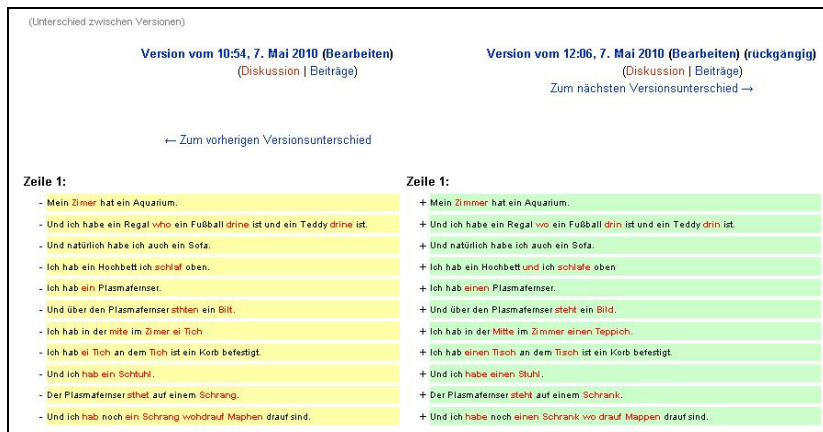 (Unterschied zwischen Versionen)
Version vom 10:54, 7. Mai 2010 (Bearbeiten)
(Diskussion | Beiträge)
← Zum vorherigen Versionsunterschied
Version vom 12:06, 7. Mai 2010 (Bearbeiten) (rückgängig)
(Diskussion | Beiträge)
Zum nächsten Versionsunterschied →
Zeile 1:
- Mein Zimer hat ein Aquarium.
- Und ich habe ein Regal who ein Fußball drine ist und ein Teddy drine ist.
- Und natürlich habe ich auch ein Sofa.
- Ich hab ein Hochbett ich schlaf oben.
- Ich hab ein Plasmafernser.
- Und über den Plasmafernser sthten ein Bilt.
- Ich hab in der mite im Zimer ei Tich
- Ich hab ei Tich an dem Tich ist ein Korb befestigt.
- Und ich hab ein Schtuhl.
- Der Plasmafernser sthet auf einem Schrang.
- Und ich hab noch ein Schrang wohdrauf Maphen drauf sind.
Zeile 1:
+ Mein Zimmer hat ein Aquarium.
+ Und ich habe ein Regal wo ein Fußball drin ist und ein Teddy drin ist.
+ Und natürlich habe ich auch ein Sofa.
+ Ich hab ein Hochbett und ich schlafe oben
+ Ich hab einen Plasmafernser.
+ Und über den Plasmafernser steht ein Bild.
+ Ich hab in der Mitte im Zimmer einen Teppich.
+ Ich hab einen Tisch an dem Tisch ist ein Korb befestigt.
+ Und ich habe einen Stuhl.
+ Der Plasmafernser steht auf einem Schrank.
+ Und ich habe noch einen Schrank wo drauf Mappen drauf sind.